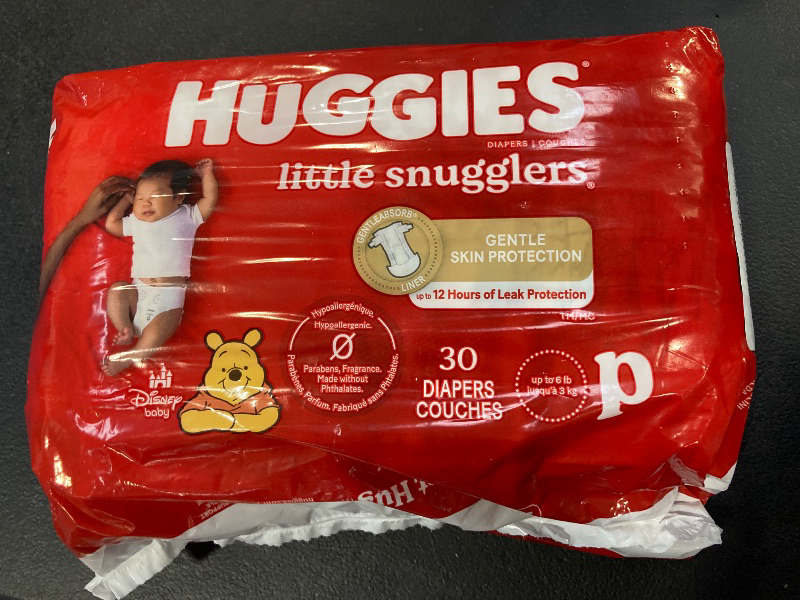 HUGGIES®
DIAPERS | COUCHES
little snugglers®
GENTLEABSORB®
LINER
GENTLE
SKIN PROTECTION
up to 12 Hours of Leak Protection
TM/MC
Hypoallergénique.
Hypoallergenic.
Parabens, Fragrance.
Made without
Phthalates.
Parabènes, Parfum. Fabriqué sans Phtalates.
Disney
baby
30
DIAPERS
COUCHES
up to 6 lb
jusqu'à 3 kg
p